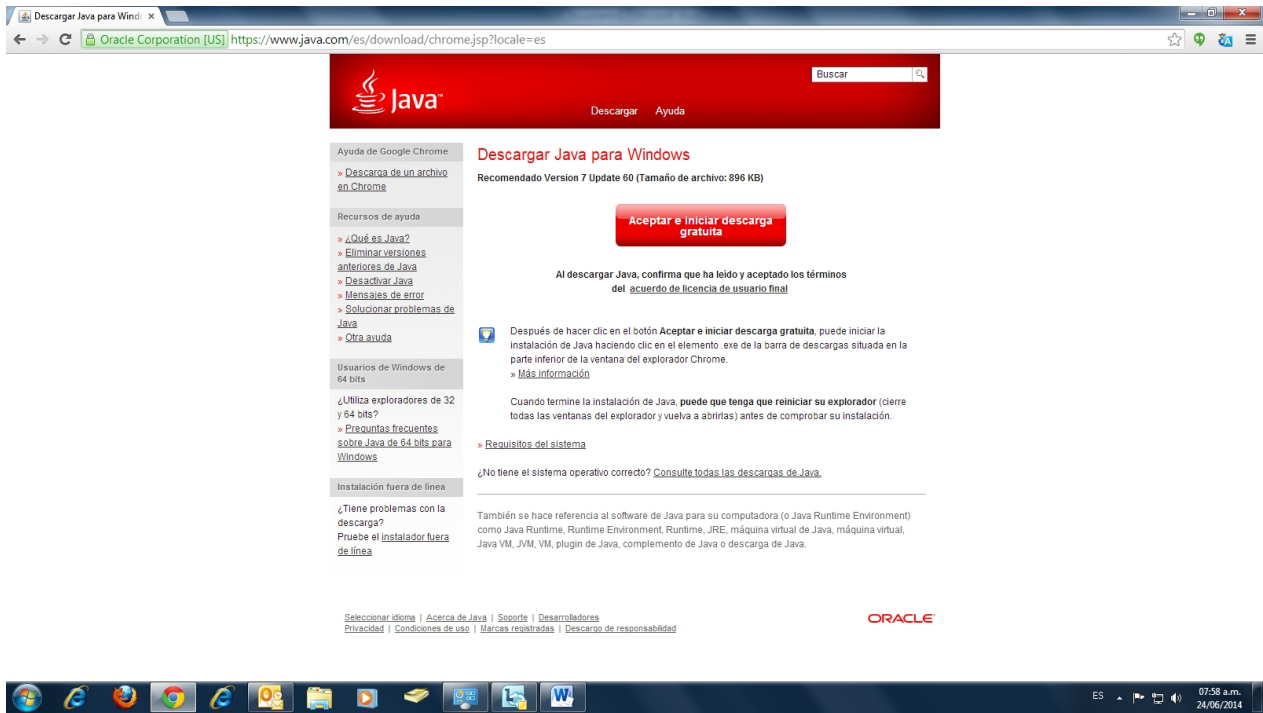 Descargar Java para Windo
Oracle Corporation [US] https://www.java.com/es/download/chrome.jsp?locale=es
Java™
Buscar
Descargar Ayuda
Ayuda de Google Chrome
» Descarga de un archivo
en Chrome
Recursos de ayuda
» ¿Qué es Java?
» Eliminar versiones
anteriores de Java
» Desactivar Java
» Mensajes de error
» Solucionar problemas de
Java
» Otra ayuda
Usuarios de Windows de
64 bits
¿Utiliza exploradores de 32
y 64 bits?
» Preguntas frecuentes
sobre Java de 64 bits para
Windows
Instalación fuera de línea
¿Tiene problemas con la
descarga?
Pruebe el instalador fuera
de línea
Descargar Java para Windows
Recomendado Version 7 Update 60 (Tamaño de archivo: 896 KB)
Aceptar e iniciar descarga
gratuita
Al descargar Java, confirma que ha leído y aceptado los términos
del acuerdo de licencia de usuario final
Después de hacer clic en el botón Aceptar e iniciar descarga gratuita, puede iniciar la
instalación de Java haciendo clic en el elemento .exe de la barra de descargas situada en la
parte inferior de la ventana del explorador Chrome.
» Más información
Cuando termine la instalación de Java, puede que tenga que reiniciar su explorador (cierre
todas las ventanas del explorador y vuelva a abrirlas) antes de comprobar su instalación.
» Requisitos del sistema
¿No tiene el sistema operativo correcto? Consulte todas las descargas de Java.
También se hace referencia al software de Java para su computadora (o Java Runtime Environment)
como Java Runtime, Runtime Environment, Runtime, JRE, máquina virtual de Java, máquina virtual,
Java VM, JVM, VM, plugin de Java, complemento de Java o descarga de Java.
Seleccionar idioma | Acerca de Java | Soporte | Desarrolladores
Privacidad | Condiciones de uso | Marcas registradas | Descargo de responsabilidad
ORACLE
ES
07:58 a.m.
24/06/2014